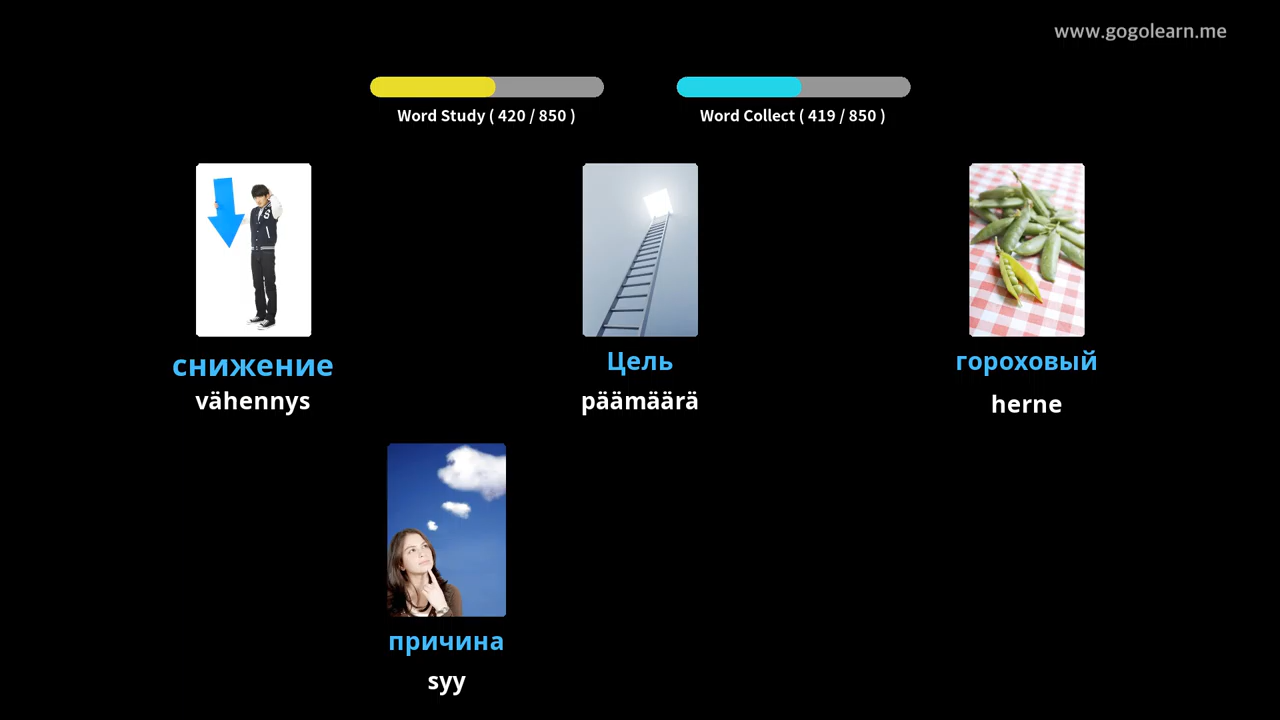 www.gogolearn.me
Word Study ( 420 / 850 )
Word Collect ( 419 / 850 )
снижение
vähennys
Цель
päämäärä
гороховый
herne
причина
syy